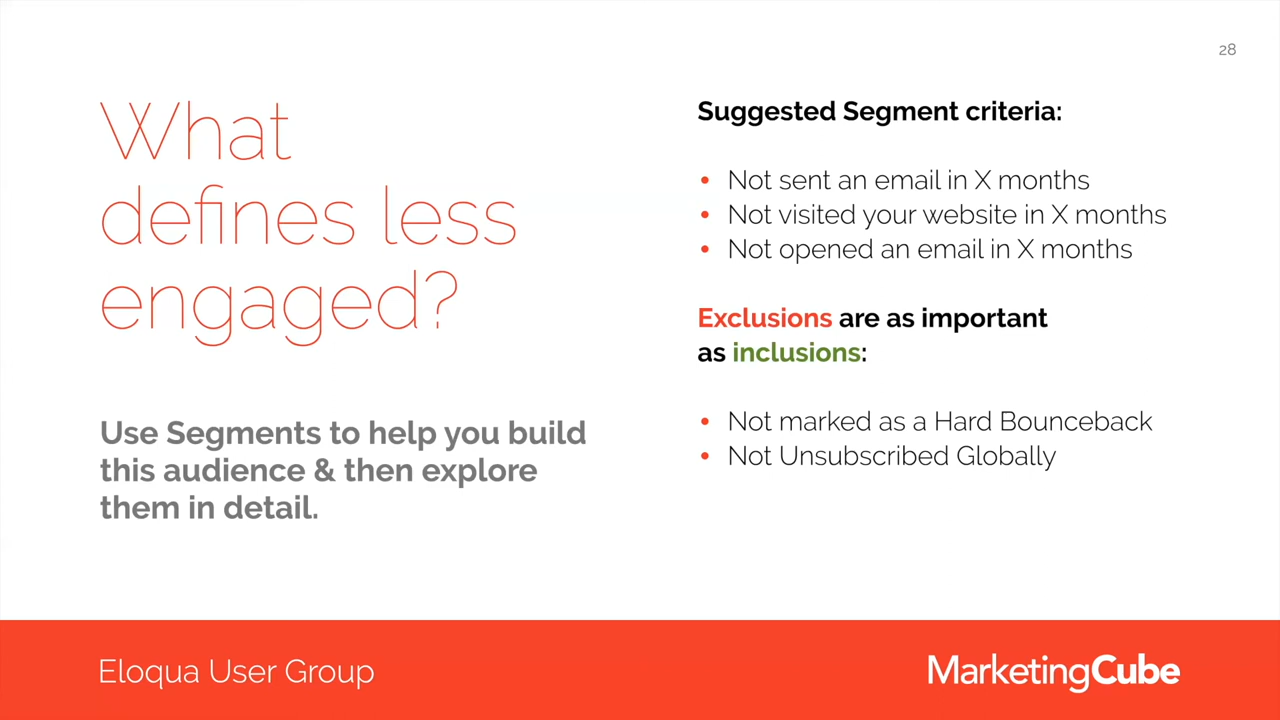 28
What
defines less
engaged?
Use Segments to help you build
this audience & then explore
them in detail.
Suggested Segment criteria:
• Not sent an email in X months
• Not visited your website in X months
• Not opened an email in X months
Exclusions are as important
as inclusions:
• Not marked as a Hard Bounceback
• Not Unsubscribed Globally
Eloqua User Group
MarketingCube